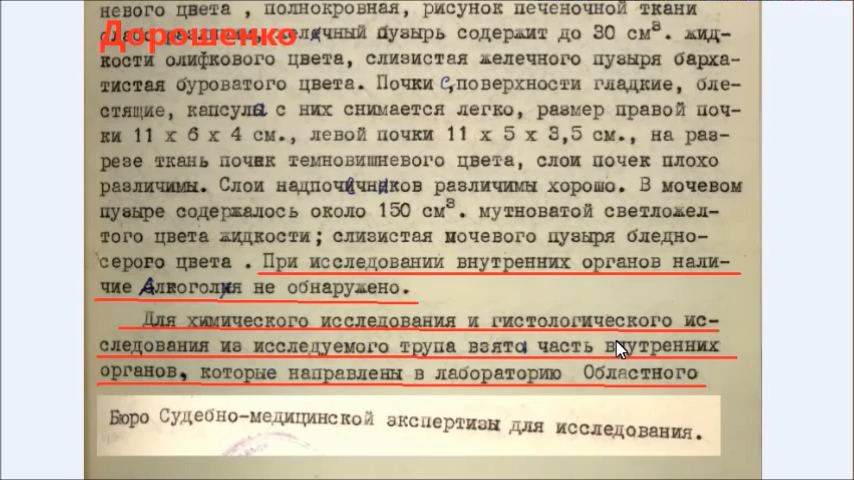 невого цвета , полнокровная, рисунок печеночной ткани
Дорошенко
пузырь содержит до 30 см³. жид-
кости олифкового цвета, слизистая желечного пузыря барха-
тистая буроватого цвета. Почки с поверхности гладкие, бле-
стящие, капсула с них снимается легко, размер правой поч-
ки 11 х 6 х 4 см., левой почки 11 х 5 х 3,5 см., на раз-
резе ткань почек темновишневого цвета, слои почек плохо
различимы. Слои надпочечников различимы хорошо. В мочевом
пузыре содержалось около 150 см³. мутноватой светложел-
того цвета жидкости; слизистая мочевого пузыря бледно-
серого цвета . При исследовании внутренних органов нали-
чие Алкоголя не обнаружено.
Для химического исследования и гистологического ис-
следования из исследуемого трупа взято часть внутренних
органов, которые направлены в лабораторию Областного
Бюро Судебно-медицинской экспертизы для исследования.